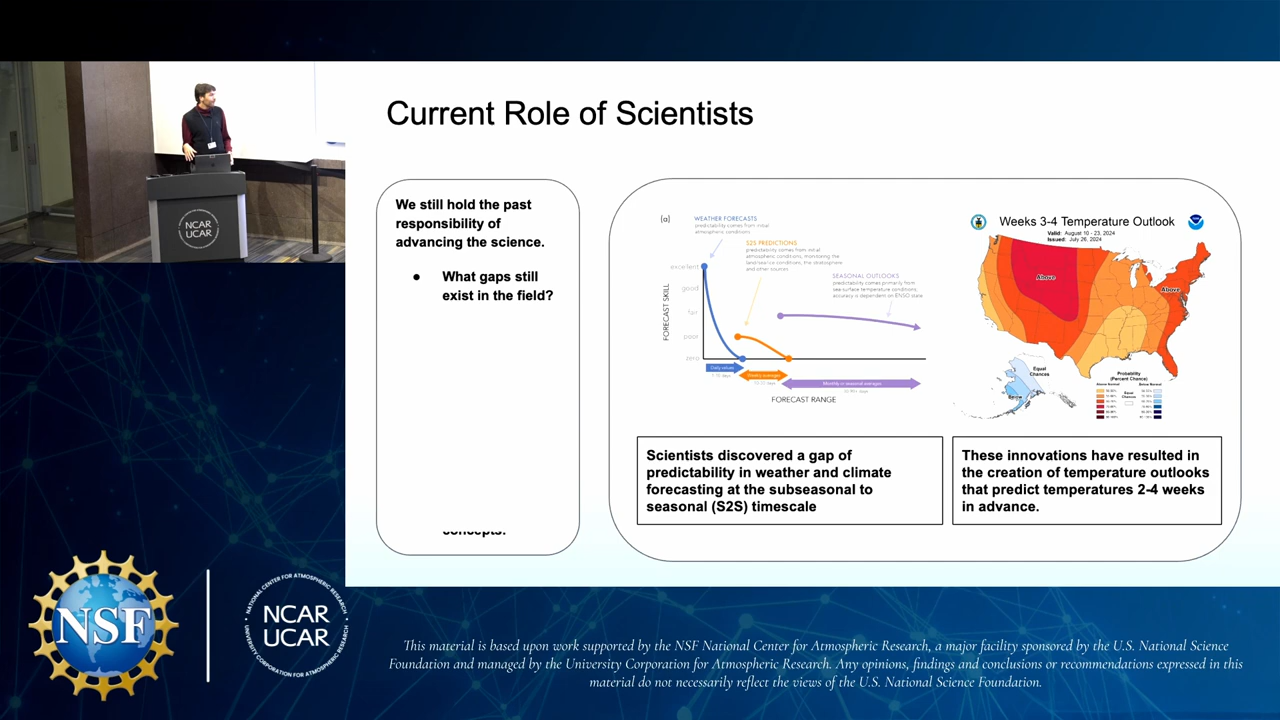 Current Role of Scientists
We still hold the past
responsibility of
advancing the science.
● What gaps still
exist in the field?
concepts.
(a)
WEATHER FORECASTS
predictability comes from initial
atmospheric conditions
S2S PREDICTIONS
predictability comes from initial
atmospheric conditions, monitoring the
land/sea/ice conditions, the stratosphere
and other sources
SEASONAL OUTLOOKS
predictability comes primarily from
sea-surface temperature conditions,
accuracy is dependent on ENSO state
FORECAST SKILL
excellent
good
fair
poor
zero
Daily values
Weekly averages
Monthly or seasonal averages
FORECAST RANGE
Weeks 3-4 Temperature Outlook
Valid: August 10 - 23, 2024
Issued: July 26, 2024
Above
Above
Equal
Chances
Below
Probability
(Percent Chance)
Above Normal
Below Normal
Equal
Chances
Scientists discovered a gap of
predictability in weather and climate
forecasting at the subseasonal to
seasonal (S2S) timescale
These innovations have resulted in
the creation of temperature outlooks
that predict temperatures 2-4 weeks
in advance.
NCAR
UCAR
NSF
NATIONAL CENTER FOR ATMOSPHERIC RESEARCH
NCAR
UCAR
UNIVERSITY CORPORATION FOR ATMOSPHERIC RESEARCH
This material is based upon work supported by the NSF National Center for Atmospheric Research, a major facility sponsored by the U.S. National Science
Foundation and managed by the University Corporation for Atmospheric Research. Any opinions, findings and conclusions or recommendations expressed in this
material do not necessarily reflect the views of the U.S. National Science Foundation.